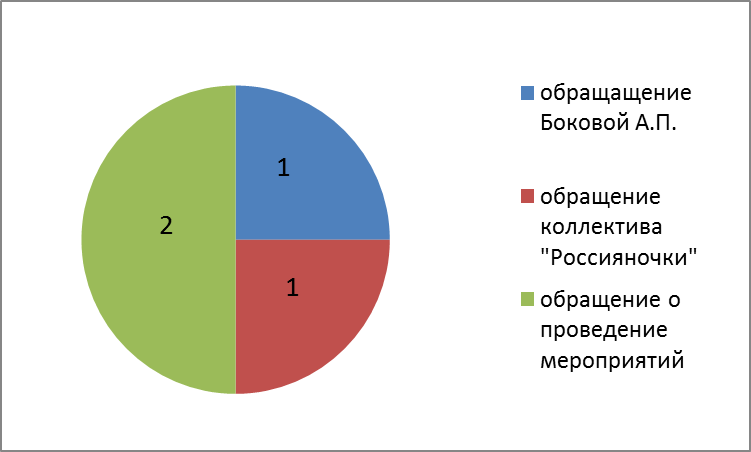 1
2
1
обращащение
Боковой А.П.
обращение
коллектива
"Россияночки"
обращение о
проведение
мероприятий